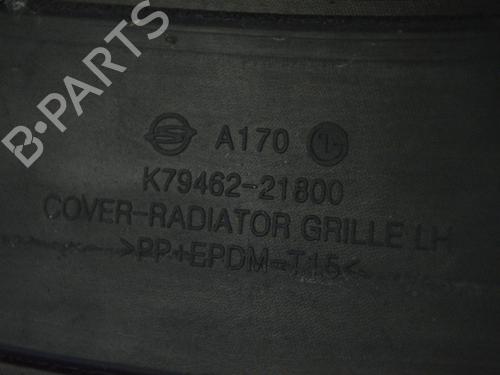 B-PARTS
A170
K79462-21800
COVER-RADIATOR GRILLE LH
>PP+EPDM-T15<